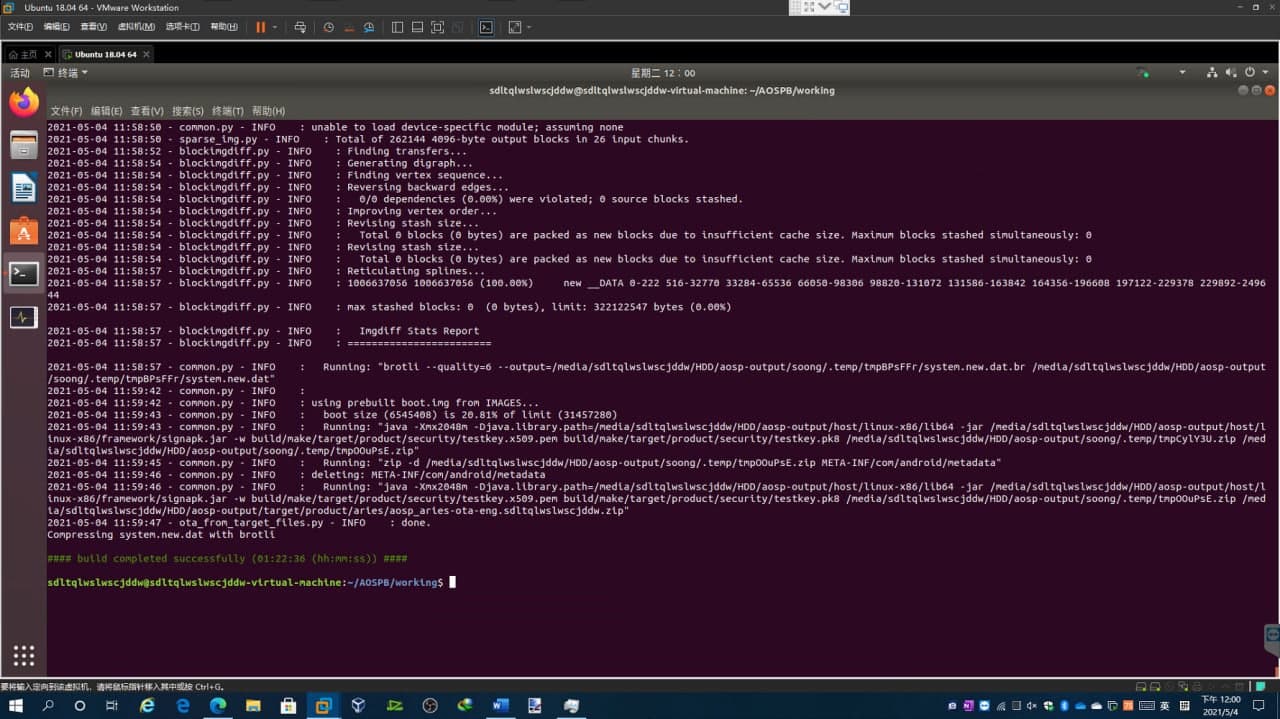 Ubuntu 18.04 64 - VMware Workstation
文件(F) 编辑(E) 查看(V) 虚拟机(M) 选项卡(T) 帮助(H)
主页 Ubuntu 18.04 64
活动 终端 星期二 12：00
sdltqlwslwscjddw@sdltqlwslwscjddw-virtual-machine: ~/AOSPB/working
文件(F) 编辑(E) 查看(V) 搜索(S) 终端(T) 帮助(H)
2021-05-04 11:58:50 - common.py - INFO    : unable to load device-specific module; assuming none
2021-05-04 11:58:50 - sparse_img.py - INFO    : Total of 262144 4096-byte output blocks in 26 input chunks.
2021-05-04 11:58:52 - blockimgdiff.py - INFO    : Finding transfers...
2021-05-04 11:58:54 - blockimgdiff.py - INFO    : Generating digraph...
2021-05-04 11:58:54 - blockimgdiff.py - INFO    : Finding vertex sequence...
2021-05-04 11:58:54 - blockimgdiff.py - INFO    : Reversing backward edges...
2021-05-04 11:58:54 - blockimgdiff.py - INFO    :   0/0 dependencies (0.00%) were violated; 0 source blocks stashed.
2021-05-04 11:58:54 - blockimgdiff.py - INFO    : Improving vertex order...
2021-05-04 11:58:54 - blockimgdiff.py - INFO    : Revising stash size...
2021-05-04 11:58:54 - blockimgdiff.py - INFO    :   Total 0 blocks (0 bytes) are packed as new blocks due to insufficient cache size. Maximum blocks stashed simultaneously: 0
2021-05-04 11:58:54 - blockimgdiff.py - INFO    : Revising stash size...
2021-05-04 11:58:54 - blockimgdiff.py - INFO    :   Total 0 blocks (0 bytes) are packed as new blocks due to insufficient cache size. Maximum blocks stashed simultaneously: 0
2021-05-04 11:58:57 - blockimgdiff.py - INFO    : Reticulating splines...
2021-05-04 11:58:57 - blockimgdiff.py - INFO    : 1006637056 1006637056 (100.00%)     new __DATA 0-222 516-32770 33284-65536 66050-98306 98820-131072 131586-163842 164356-196608 197122-229378 229892-2496
44
2021-05-04 11:58:57 - blockimgdiff.py - INFO    : max stashed blocks: 0  (0 bytes), limit: 322122547 bytes (0.00%)
2021-05-04 11:58:57 - blockimgdiff.py - INFO    :   Imgdiff Stats Report
2021-05-04 11:58:57 - blockimgdiff.py - INFO    : ========================
2021-05-04 11:58:57 - common.py - INFO    :   Running: "brotli --quality=6 --output=/media/sdltqlwslwscjddw/HDD/aosp-output/soong/.temp/tmpBPsFFr/system.new.dat.br /media/sdltqlwslwscjddw/HDD/aosp-output
/soong/.temp/tmpBPsFFr/system.new.dat"
2021-05-04 11:59:42 - common.py - INFO    :
2021-05-04 11:59:42 - common.py - INFO    : using prebuilt boot.img from IMAGES...
2021-05-04 11:59:43 - common.py - INFO    :   boot size (6545408) is 20.81% of limit (31457280)
2021-05-04 11:59:43 - common.py - INFO    :   Running: "java -Xmx2048m -Djava.library.path=/media/sdltqlwslwscjddw/HDD/aosp-output/host/linux-x86/lib64 -jar /media/sdltqlwslwscjddw/HDD/aosp-output/host/l
inux-x86/framework/signapk.jar -w build/make/target/product/security/testkey.x509.pem build/make/target/product/security/testkey.pk8 /media/sdltqlwslwscjddw/HDD/aosp-output/soong/.temp/tmpCylY3U.zip /med
ia/sdltqlwslwscjddw/HDD/aosp-output/soong/.temp/tmpOOuPsE.zip"
2021-05-04 11:59:45 - common.py - INFO    :   Running: "zip -d /media/sdltqlwslwscjddw/HDD/aosp-output/soong/.temp/tmpOOuPsE.zip META-INF/com/android/metadata"
2021-05-04 11:59:46 - common.py - INFO    : deleting: META-INF/com/android/metadata
2021-05-04 11:59:46 - common.py - INFO    :   Running: "java -Xmx2048m -Djava.library.path=/media/sdltqlwslwscjddw/HDD/aosp-output/host/linux-x86/lib64 -jar /media/sdltqlwslwscjddw/HDD/aosp-output/host/l
inux-x86/framework/signapk.jar -w build/make/target/product/security/testkey.x509.pem build/make/target/product/security/testkey.pk8 /media/sdltqlwslwscjddw/HDD/aosp-output/soong/.temp/tmpOOuPsE.zip /med
ia/sdltqlwslwscjddw/HDD/aosp-output/target/product/aries/aosp_aries-ota-eng.sdltqlwslwscjddw.zip"
2021-05-04 11:59:47 - ota_from_target_files.py - INFO    : done.
Compressing system.new.dat with brotli
#### build completed successfully (01:22:36 (hh:mm:ss)) ####
sdltqlwslwscjddw@sdltqlwslwscjddw-virtual-machine:~/AOSPB/working$
要将输入定向到该虚拟机，请将鼠标指针移入其中或按 Ctrl+G。
英
下午 12:00
2021/5/4